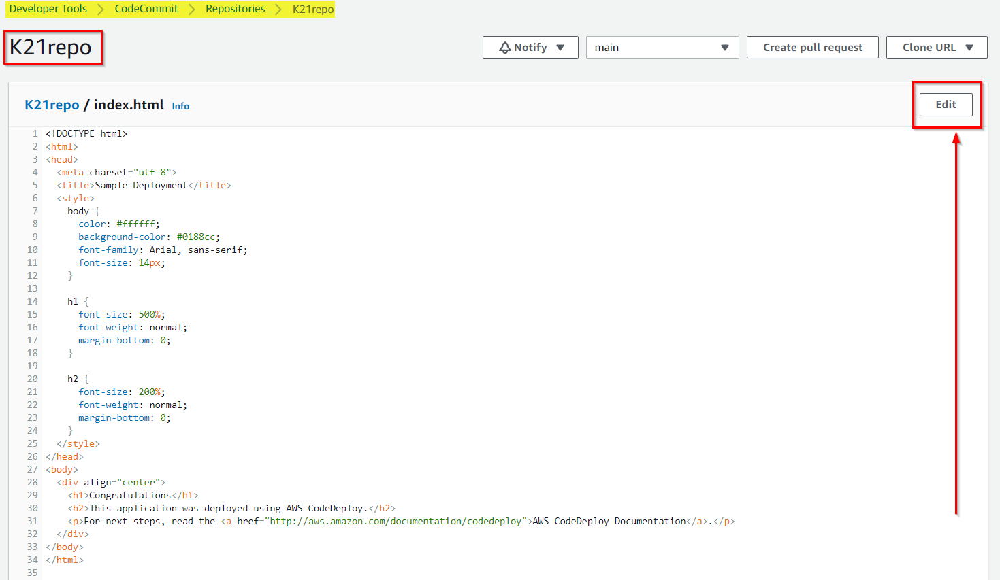 Developer Tools > CodeCommit > Repositories > K21repo
K21repo
Notify
main
Create pull request
Clone URL
K21repo / index.html Info
Edit
1 <!DOCTYPE html>
2 <html>
3 <head>
4   <meta charset="utf-8">
5   <title>Sample Deployment</title>
6   <style>
7     body {
8       color: #ffffff;
9       background-color: #0188cc;
10       font-family: Arial, sans-serif;
11       font-size: 14px;
12     }
13
14     h1 {
15       font-size: 500%;
16       font-weight: normal;
17       margin-bottom: 0;
18     }
19
20     h2 {
21       font-size: 200%;
22       font-weight: normal;
23       margin-bottom: 0;
24     }
25   </style>
26 </head>
27 <body>
28   <div align="center">
29     <h1>Congratulations</h1>
30     <h2>This application was deployed using AWS CodeDeploy.</h2>
31     <p>For next steps, read the <a href="http://aws.amazon.com/documentation/codedeploy">AWS CodeDeploy Documentation</a>.</p>
32   </div>
33 </body>
34 </html>
35